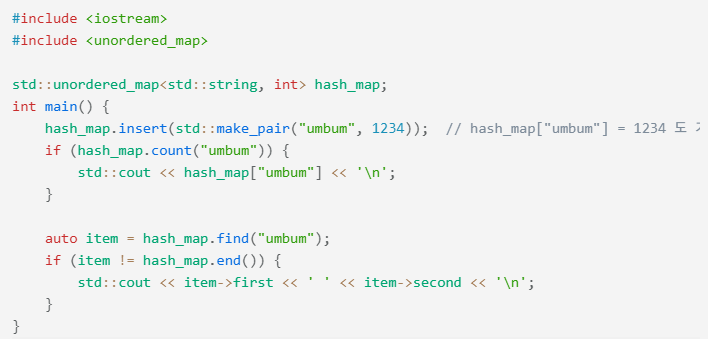 #include <iostream>
#include <unordered_map>
std::unordered_map<std::string, int> hash_map;
int main() {
hash_map.insert(std::make_pair("umbum", 1234));  // hash_map["umbum"] = 1234 도
if (hash_map.count("umbum")) {
std::cout << hash_map["umbum"] << '\n';
}
auto item = hash_map.find("umbum");
if (item != hash_map.end()) {
std::cout << item->first << ' ' << item->second << '\n';
}
}